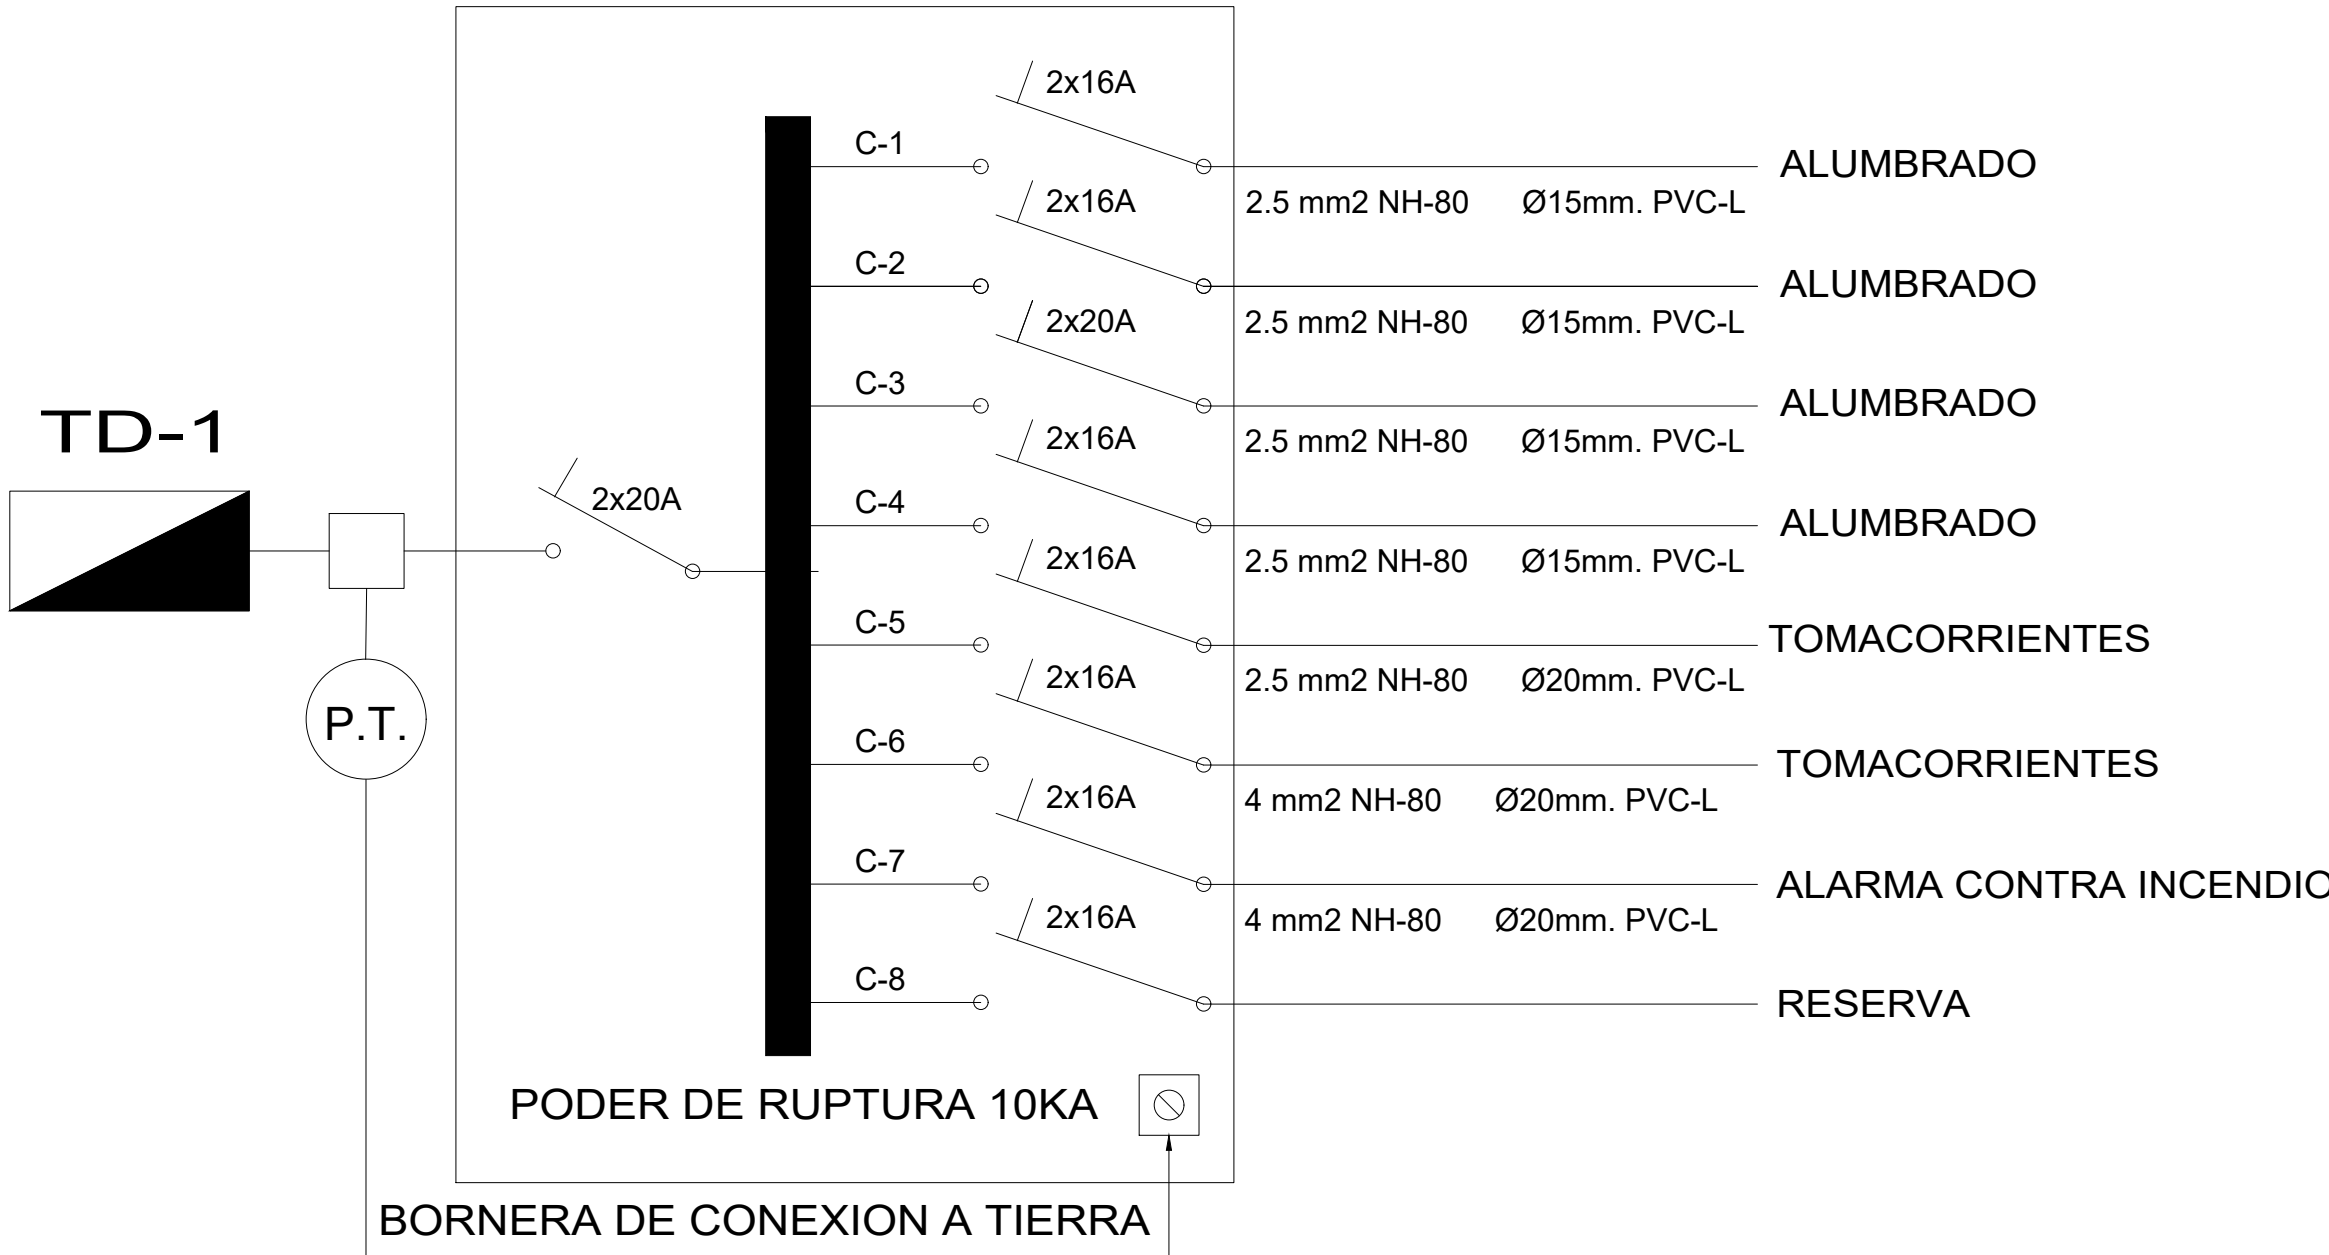 2x16A
C-1
ALUMBRADO
2x16A
2.5 mm2 NH-80 Ø15mm. PVC-L
C-2
ALUMBRADO
2x20A
2.5 mm2 NH-80 Ø15mm. PVC-L
C-3
ALUMBRADO
TD-1
2x16A
2.5 mm2 NH-80 Ø15mm. PVC-L
2x20A
C-4
ALUMBRADO
2x16A
2.5 mm2 NH-80 Ø15mm. PVC-L
C-5
TOMACORRIENTES
2x16A
2.5 mm2 NH-80 Ø20mm. PVC-L
P.T.
C-6
TOMACORRIENTES
2x16A
4 mm2 NH-80 Ø20mm. PVC-L
C-7
ALARMA CONTRA INCENDIO
2x16A
4 mm2 NH-80 Ø20mm. PVC-L
C-8
RESERVA
PODER DE RUPTURA 10KA
BORNERA DE CONEXION A TIERRA